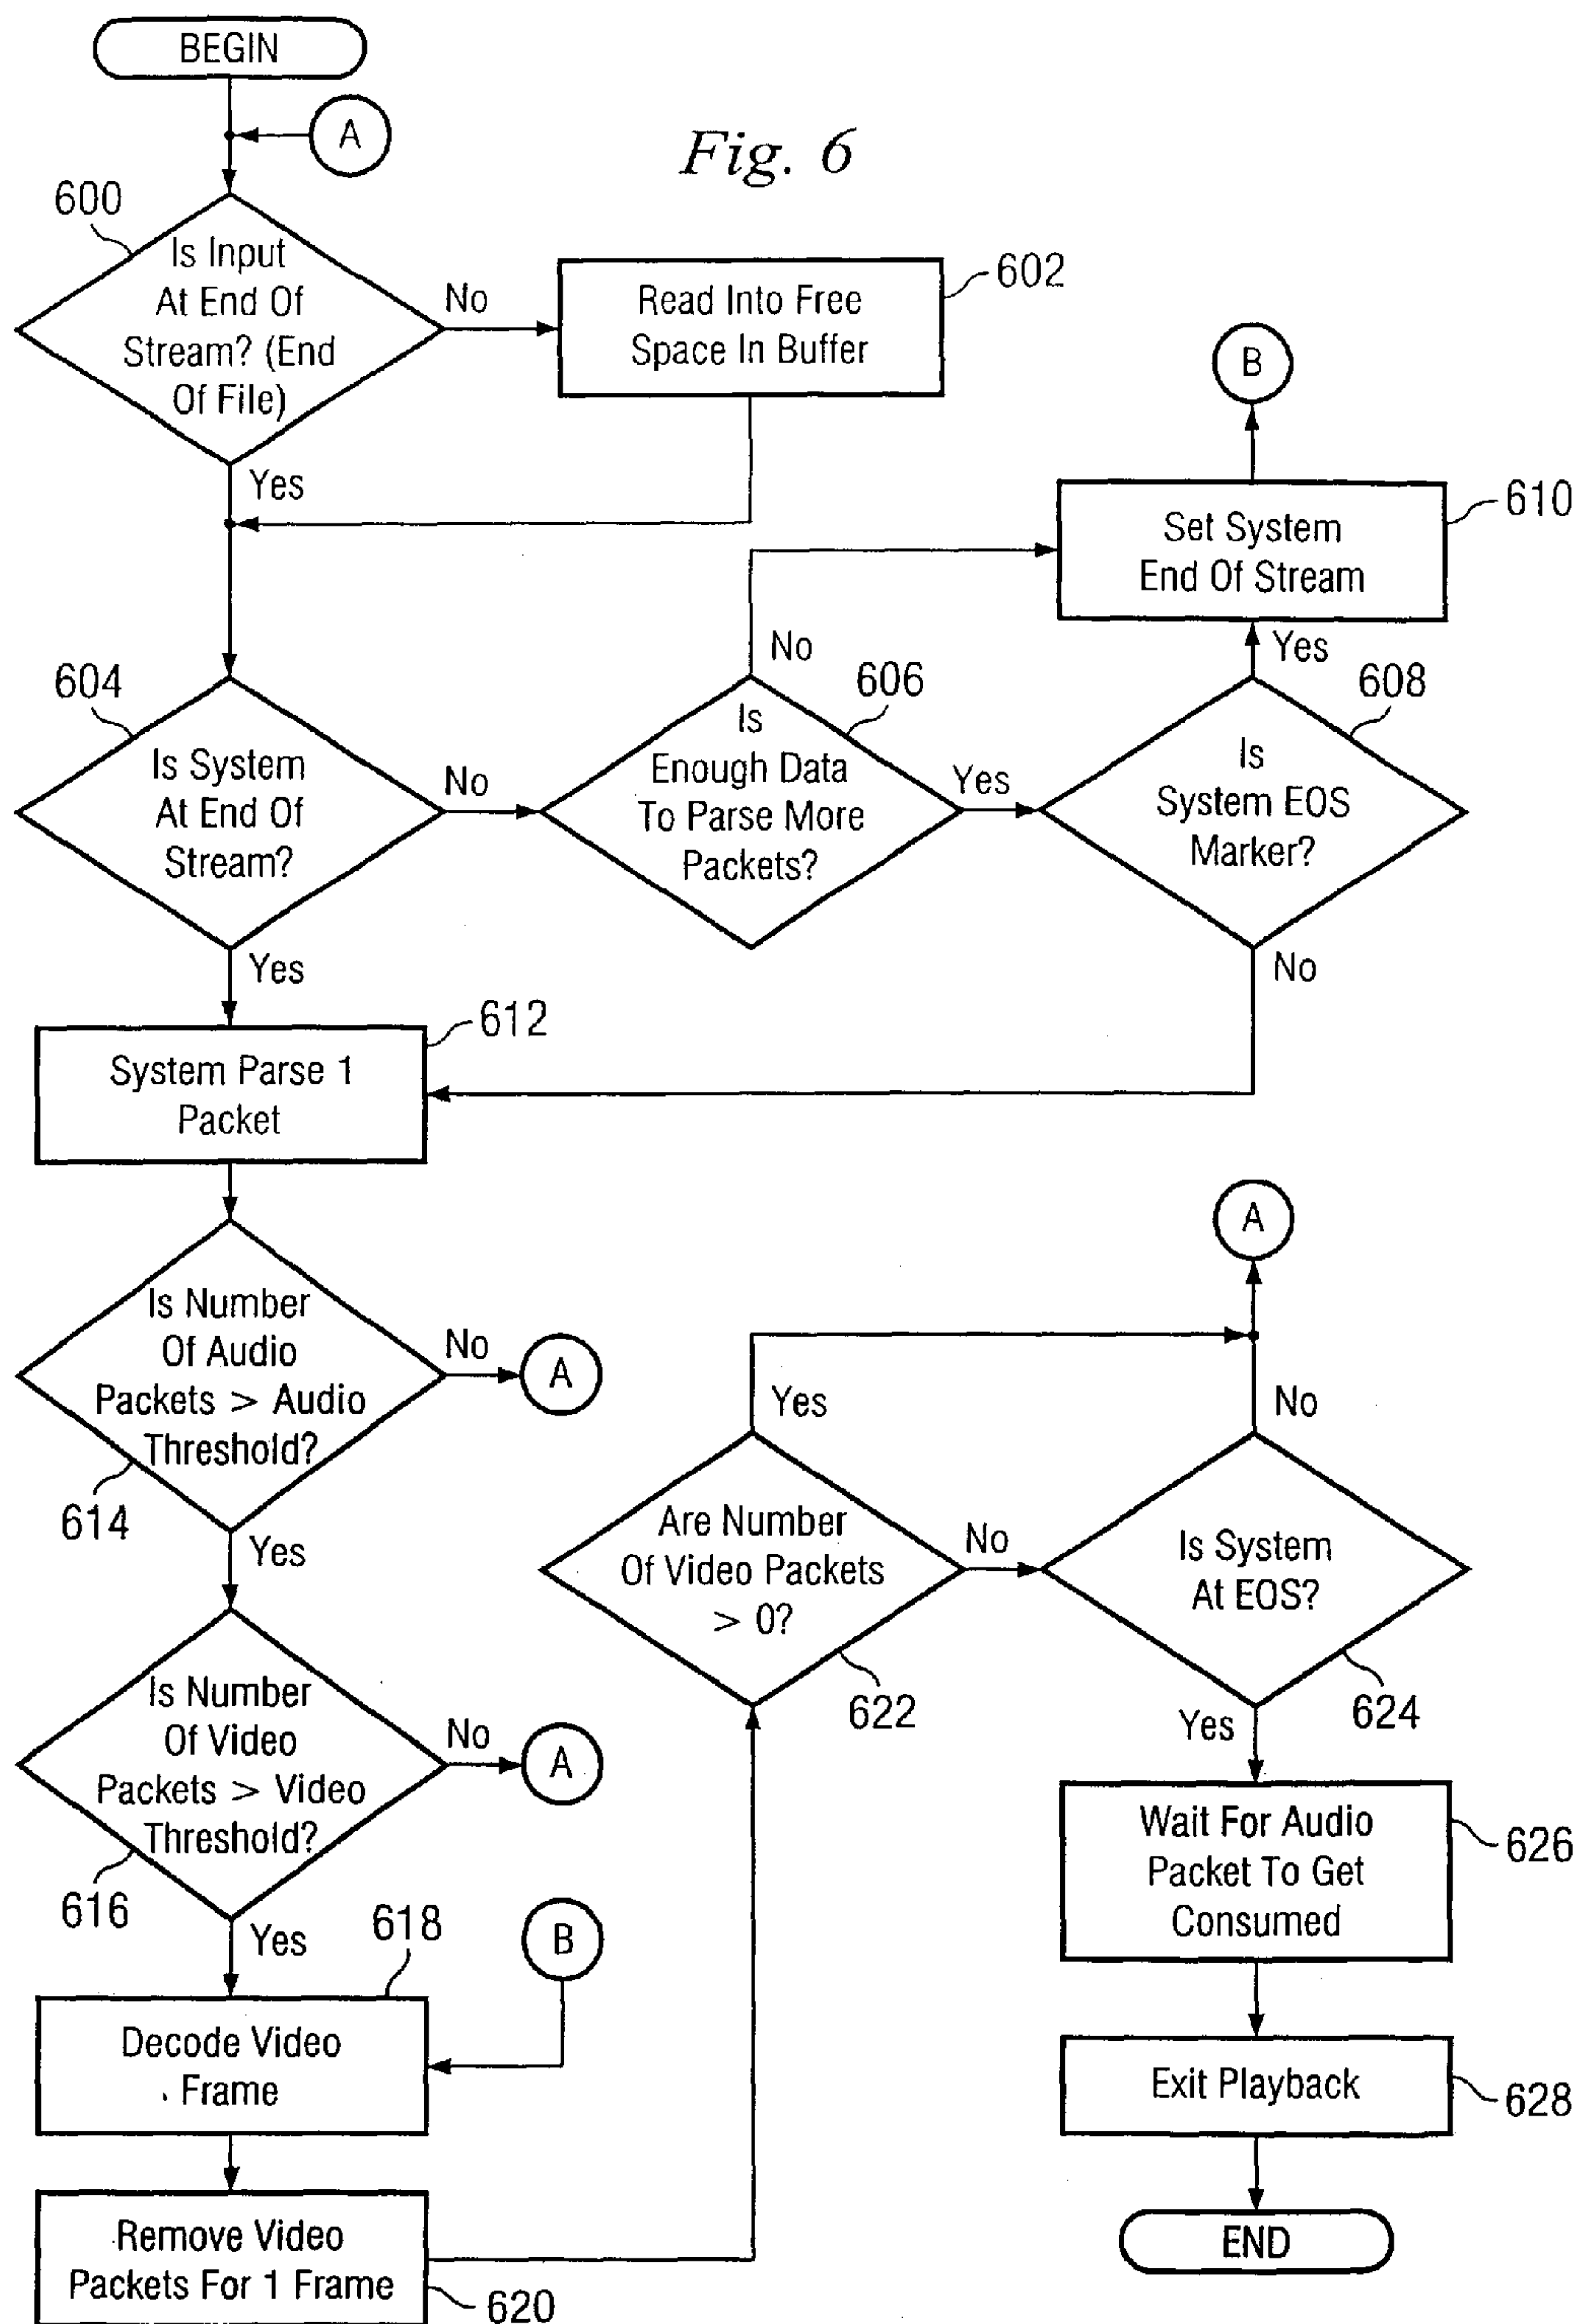 BEGIN
A
Fig. 6
600
Is Input
At End Of
Stream? (End
Of File)
No
Read Into Free
Space In Buffer
602
B
Yes
Set System
End Of Stream
610
604
Is System
At End Of
Stream?
No
No
606
Is
Enough Data
To Parse More
Packets?
Yes
Yes
608
Is
System EOS
Marker?
Yes
No
System Parse 1
Packet
612
Is Number
Of Audio
Packets > Audio
Threshold?
614
No
A
A
Yes
Is Number
Of Video
Packets > Video
Threshold?
616
No
A
Yes
Are Number
Of Video Packets
> 0?
622
Yes
No
Is System
At EOS?
624
No
Yes
618
B
Decode Video
Frame
Wait For Audio
Packet To Get
Consumed
626
Exit Playback
628
Remove Video
Packets For 1 Frame
620
END